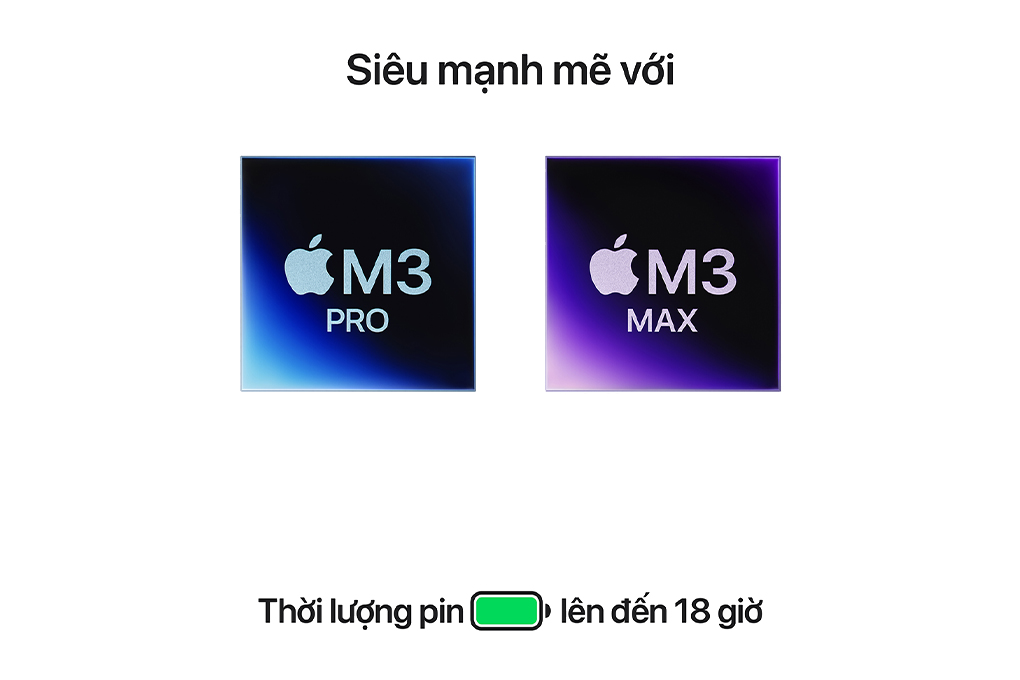 Siêu mạnh mẽ với
M3
PRO
M3
MAX
Thời lượng pin lên đến 18 giờ